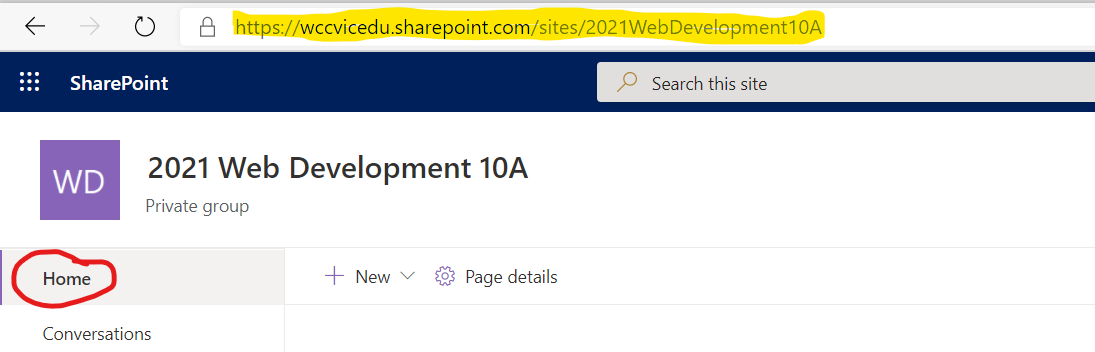 https://wccvicedu.sharepoint.com/sites/2021WebDevelopment10A
SharePoint
Search this site
WD
2021 Web Development 10A
Private group
Home
New
Page details
Conversations